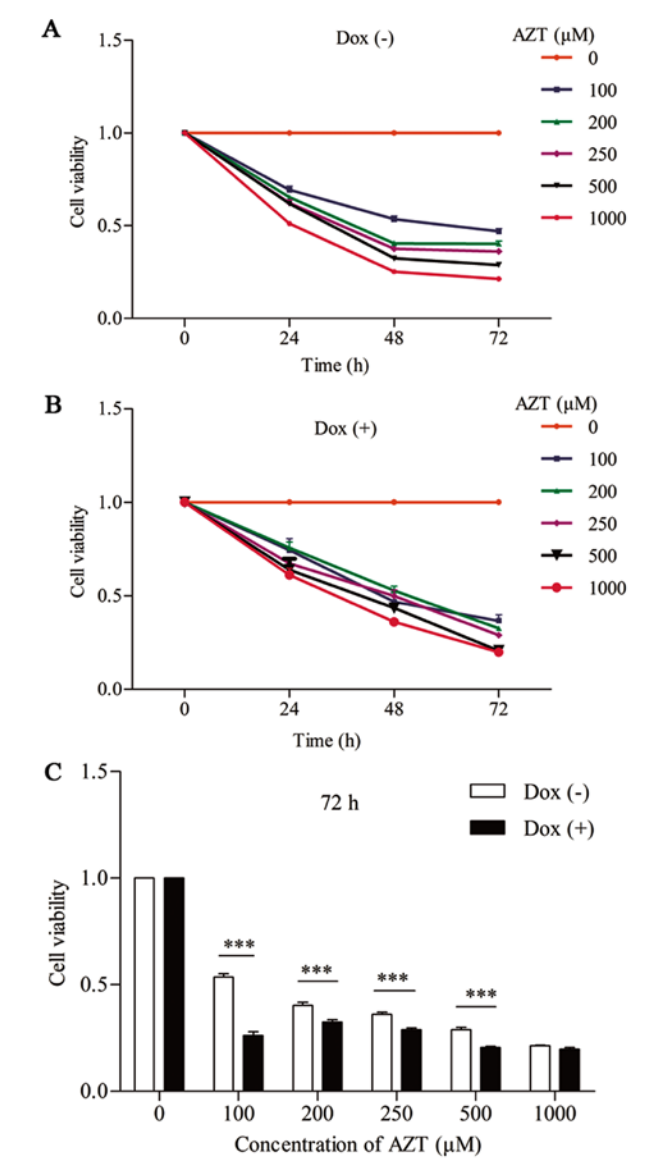 A
Dox (-)
AZT (μM)
0
100
200
250
500
1000
1.5
1.0
0.5
0.0
Cell viability
0 24 48 72
Time (h)
B
Dox (+)
AZT (μM)
0
100
200
250
500
1000
1.5
1.0
0.5
0.0
Cell viability
0 24 48 72
Time (h)
C
72 h
Dox (-)
Dox (+)
1.5
1.0
0.5
0.0
Cell viability
***
***
***
***
0 100 200 250 500 1000
Concentration of AZT (μM)